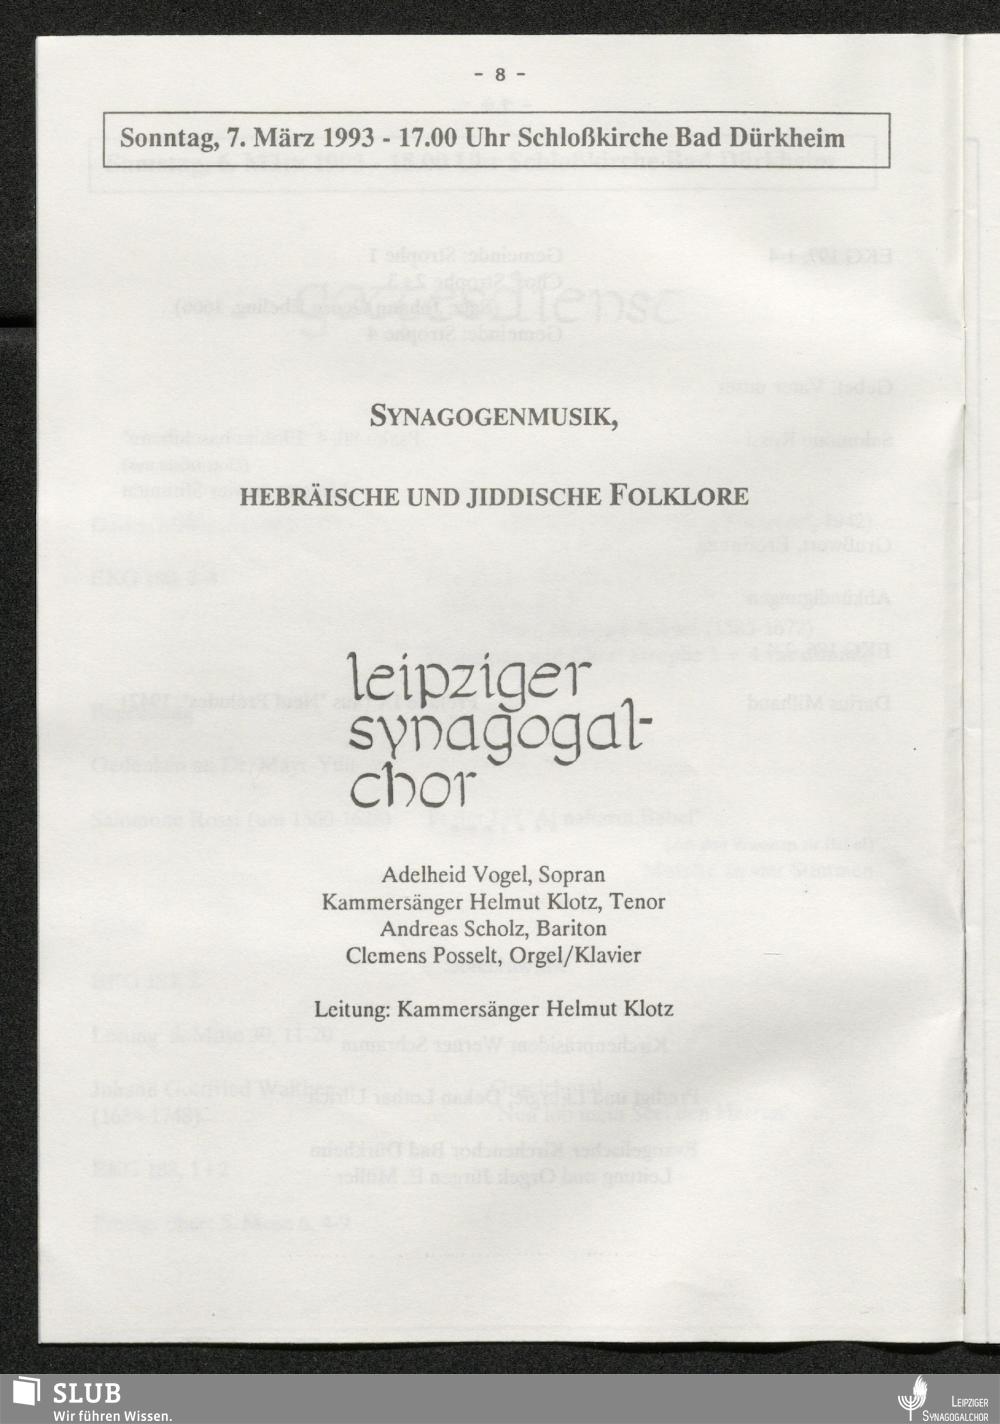 - 8 -
Sonntag, 7. März 1993 - 17.00 Uhr Schloßkirche Bad Dürkheim
SYNAGOGENMUSIK,
HEBRÄISCHE UND JIDDISCHE FOLKLORE
leipziger
synagogal-
chor
Adelheid Vogel, Sopran
Kammersänger Helmut Klotz, Tenor
Andreas Scholz, Bariton
Clemens Posselt, Orgel/Klavier
Leitung: Kammersänger Helmut Klotz
SLUB
Wir führen Wissen.
LEIPZIGER
SYNAGOGALCHOR